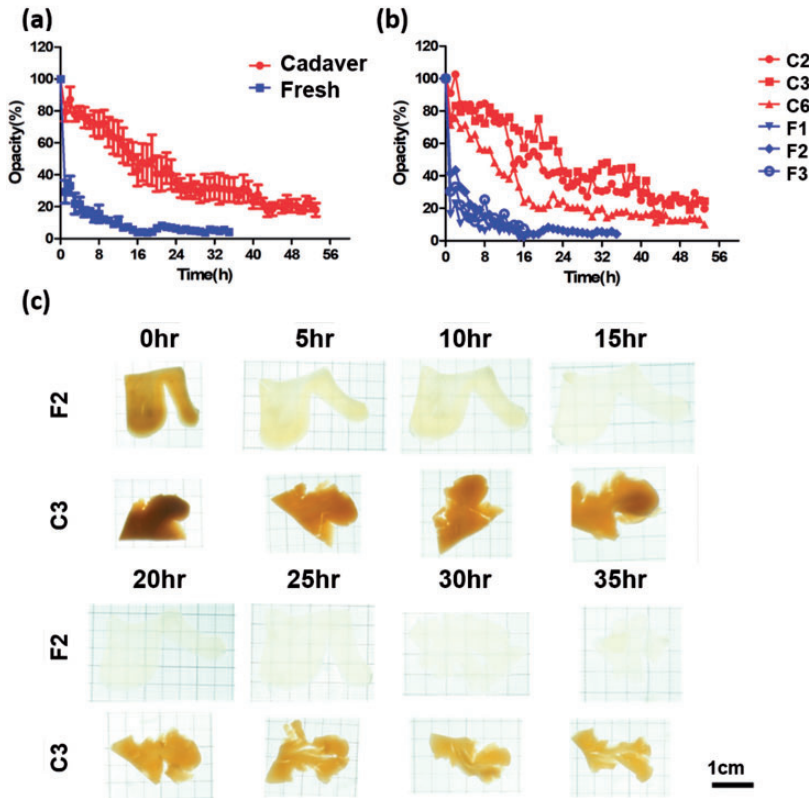 (a)
120
100
80
60
40
20
0
Opacity(%)
0 8 16 24 32 40 48 56
Time(h)
Cadaver
Fresh
(b)
120
100
80
60
40
20
0
Opacity(%)
0 8 16 24 32 40 48 56
Time(h)
C2
C3
C6
F1
F2
F3
(c)
0hr 5hr 10hr 15hr
F2
C3
20hr 25hr 30hr 35hr
F2
C3
1cm